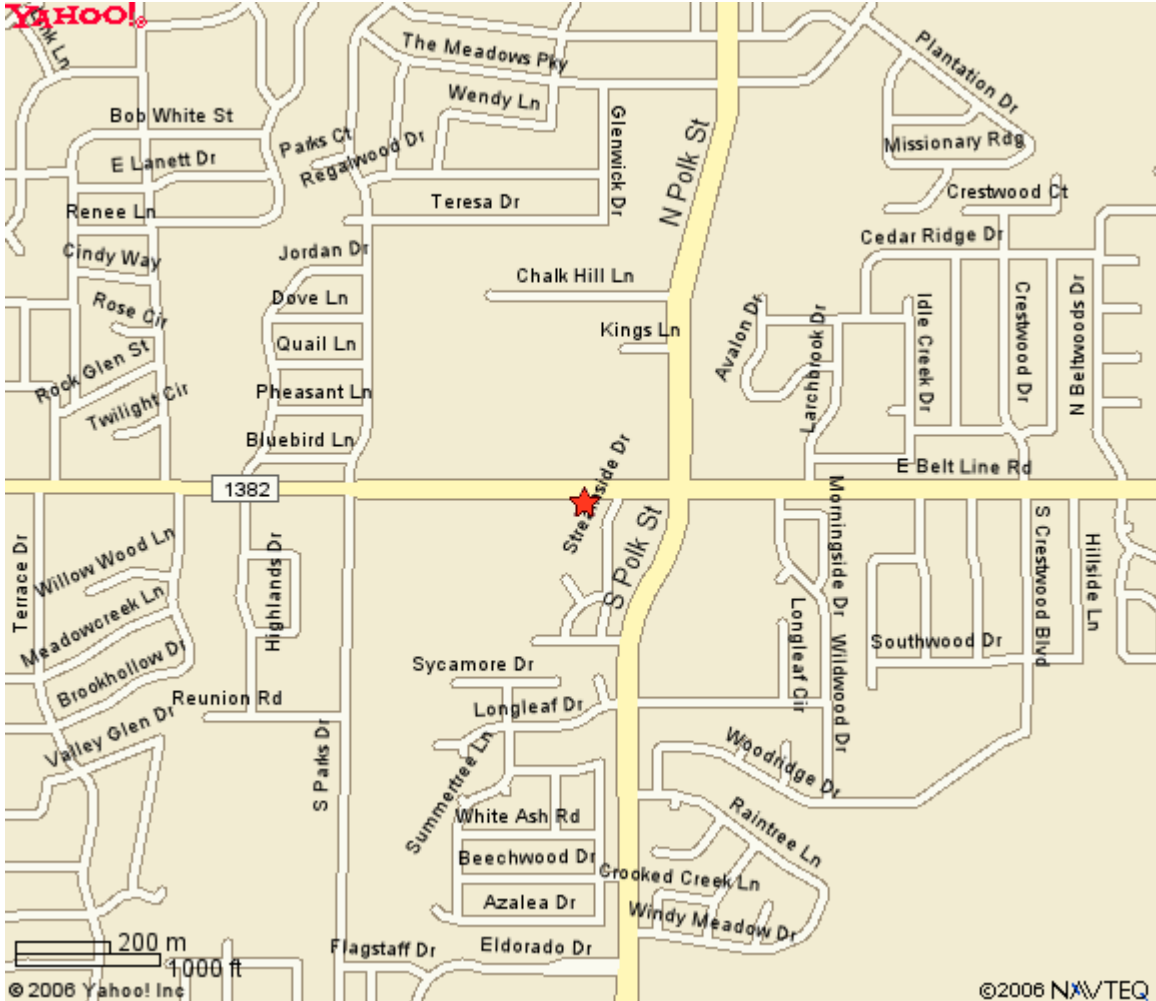 YAHOO!
Link Ln
The Meadows Pky
Plantation Dr
Wendy Ln
Bob White St
Glenwick Dr
N Polk St
Parks Ct
Missionary Rdg
E Lanett Dr
Regalwood Dr
Crestwood Ct
Teresa Dr
Renee Ln
Cedar Ridge Dr
Jordan Dr
Cindy Way
Chalk Hill Ln
Dove Ln
Rose Cir
Avalon Dr
Larchbrook Dr
Idle Creek Dr
Crestwood Dr
N Beltwoods Dr
Kings Ln
Quail Ln
Rock Glen St
Pheasant Ln
Twilight Cir
Bluebird Ln
Streamside Dr
E Belt Line Rd
1382
S Polk St
Morningside Dr
S Crestwood Blvd
Hillside Ln
Terrace Dr
Willow Wood Ln
Highlands Dr
Meadowcreek Ln
Longleaf Cir
Wildwood Dr
Southwood Dr
Brookhollow Dr
Sycamore Dr
Reunion Rd
Longleaf Dr
Valley Glen Dr
S Parks Dr
Summertree Ln
Woodridge Dr
White Ash Rd
Raintree Ln
Beechwood Dr
Crooked Creek Ln
Azalea Dr
Windy Meadow Dr
Flagstaff Dr
Eldorado Dr
200 m
1000 ft
© 2006 Yahoo! Inc
©2006 NAVTEQ